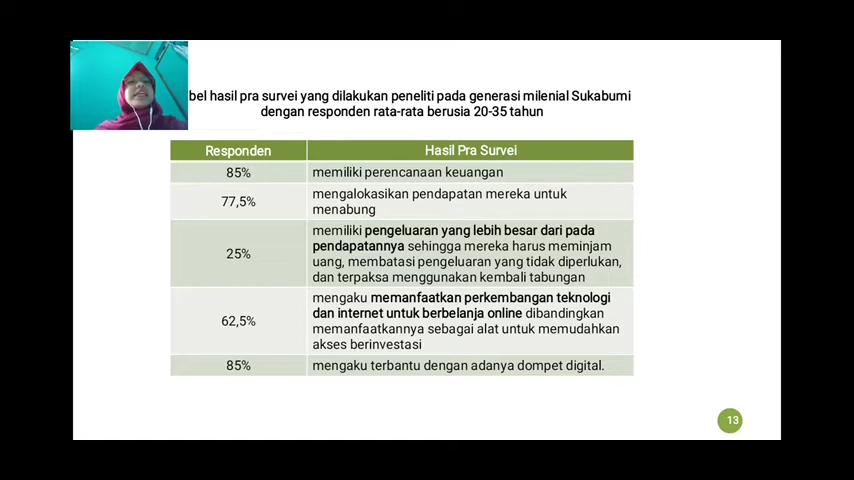 bel hasil pra survei yang dilakukan peneliti pada generasi milenial Sukabumi
dengan responden rata-rata berusia 20-35 tahun
Responden Hasil Pra Survei
85% memiliki perencanaan keuangan
77,5% mengalokasikan pendapatan mereka untuk
menabung
25% memiliki pengeluaran yang lebih besar dari pada
pendapatannya sehingga mereka harus meminjam
uang, membatasi pengeluaran yang tidak diperlukan,
dan terpaksa menggunakan kembali tabungan
62,5% mengaku memanfaatkan perkembangan teknologi
dan internet untuk berbelanja online dibandingkan
memanfaatkannya sebagai alat untuk memudahkan
akses berinvestasi
85% mengaku terbantu dengan adanya dompet digital.
13